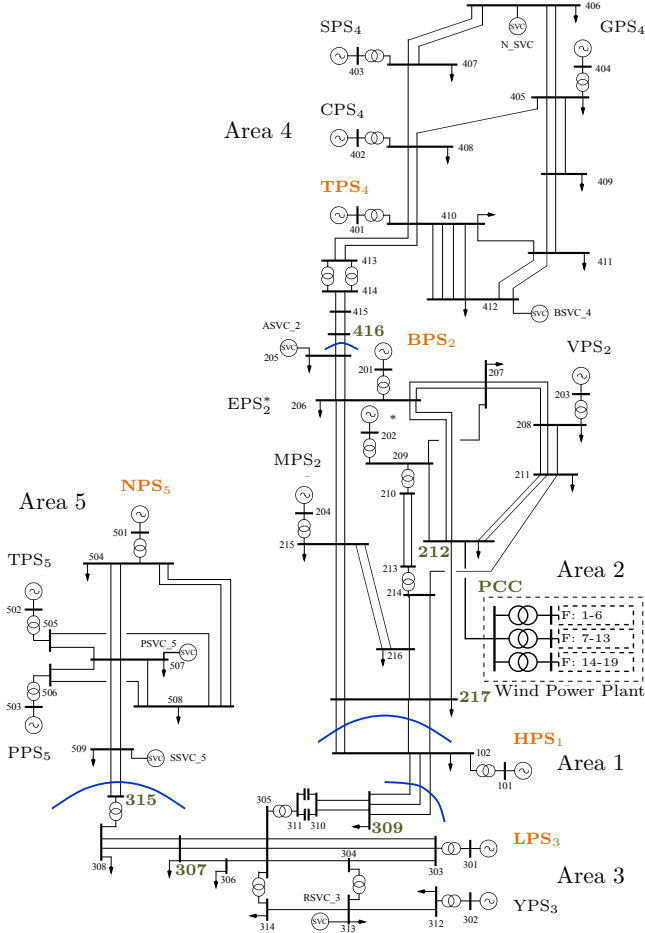 406
SPS4
GPS4
N_SVC
SVC
403
407
404
405
Area 4
CPS4
402
408
409
TPS4
401
410
411
413
414
412
SVC
BSVC_4
415
ASVC_2
416
SVC
205
BPS2
VPS2
201
207
203
EPS2*
206
*
202
208
209
MPS2
211
210
Area 5
NPS5
204
501
215
212
504
213
Area 2
TPS5
PCC
502
214
F: 1-6
505
PSVC_5
SVC
F: 7-13
507
216
F: 14-19
506
Wind Power Plant
503
508
217
PPS5
HPS1
509
SVC
SSVC_5
102
Area 1
101
315
305
311
310
309
LPS3
304
301
308
307
306
303
Area 3
RSVC_3
YPS3
SVC
302
314
313
312